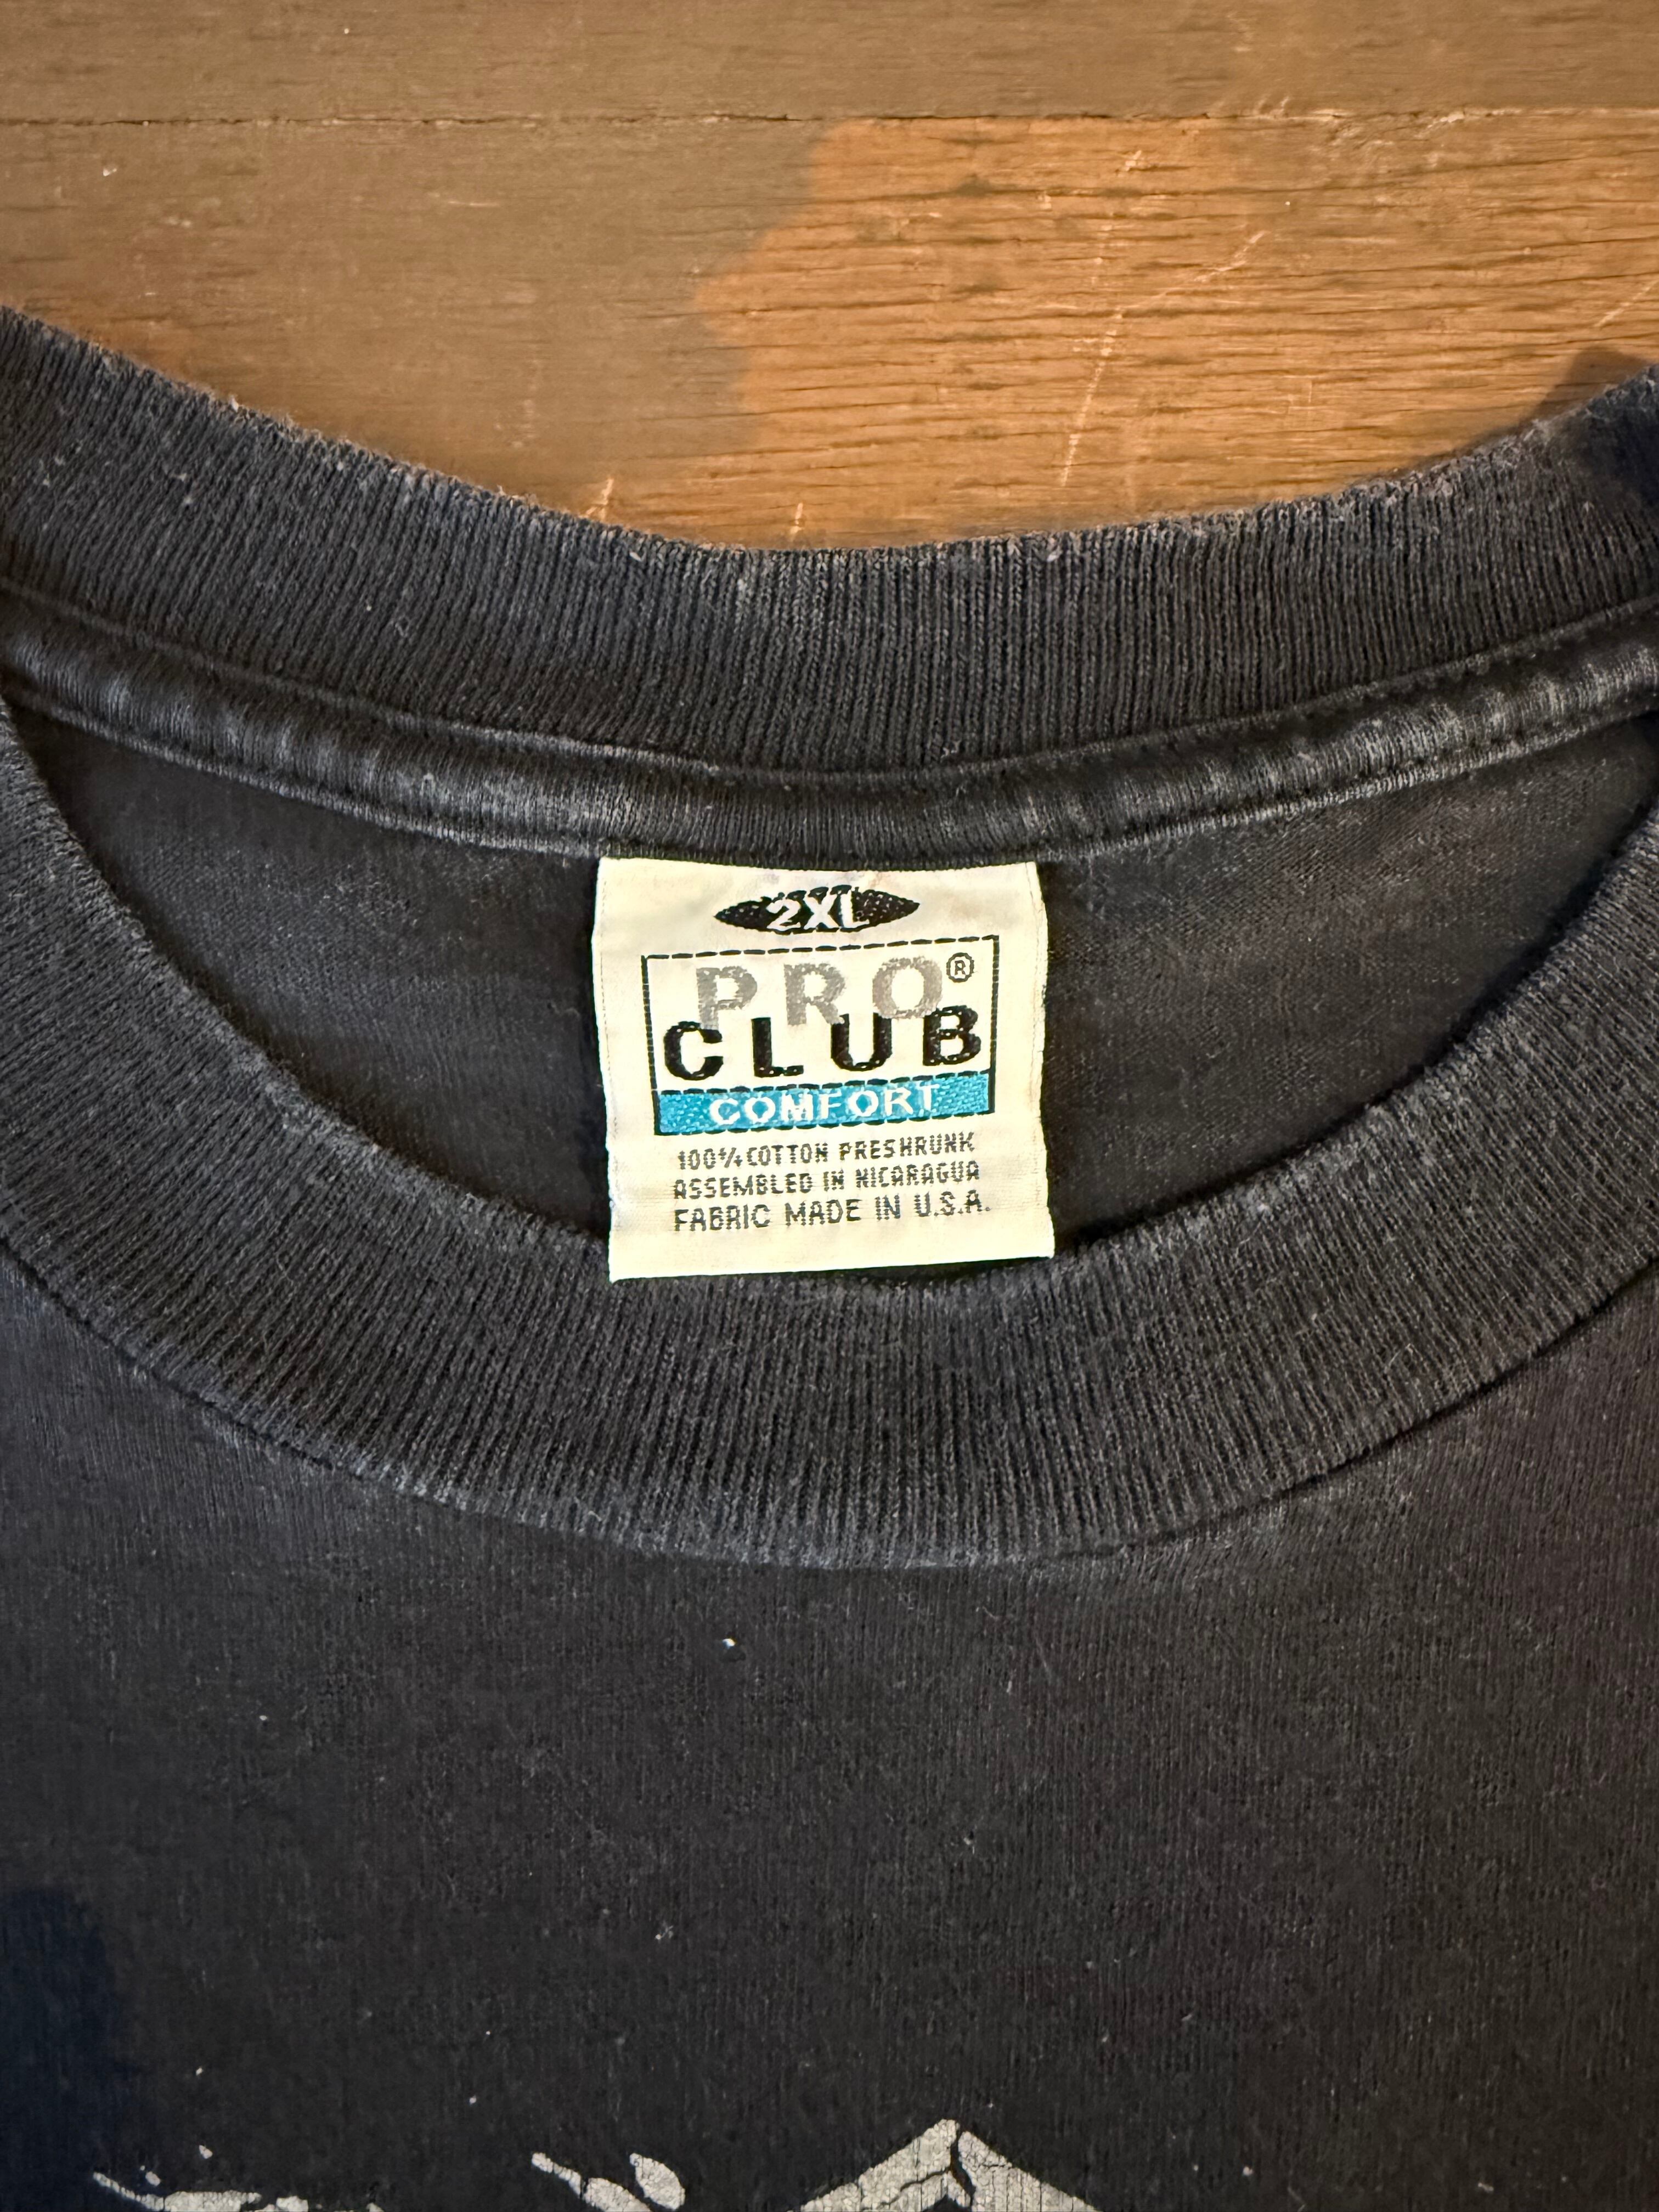 2XL
PRO®
CLUB
COMFORT
100% COTTON PRESHRUNK
ASSEMBLED IN NICARAGUA
FABRIC MADE IN U.S.A.